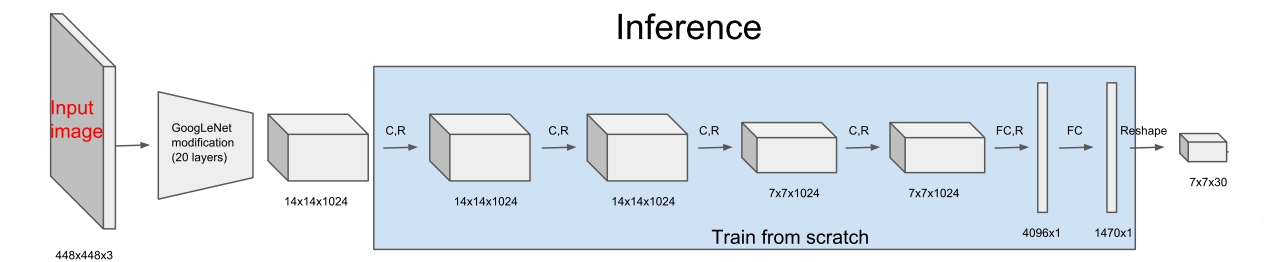 Inference
Input
image
GoogLeNet
modification
(20 layers)
C,R
C,R
C,R
C,R
FC,R
FC
Reshape
448x448x3
14x14x1024
14x14x1024
14x14x1024
7x7x1024
7x7x1024
4096x1
1470x1
7x7x30
Train from scratch